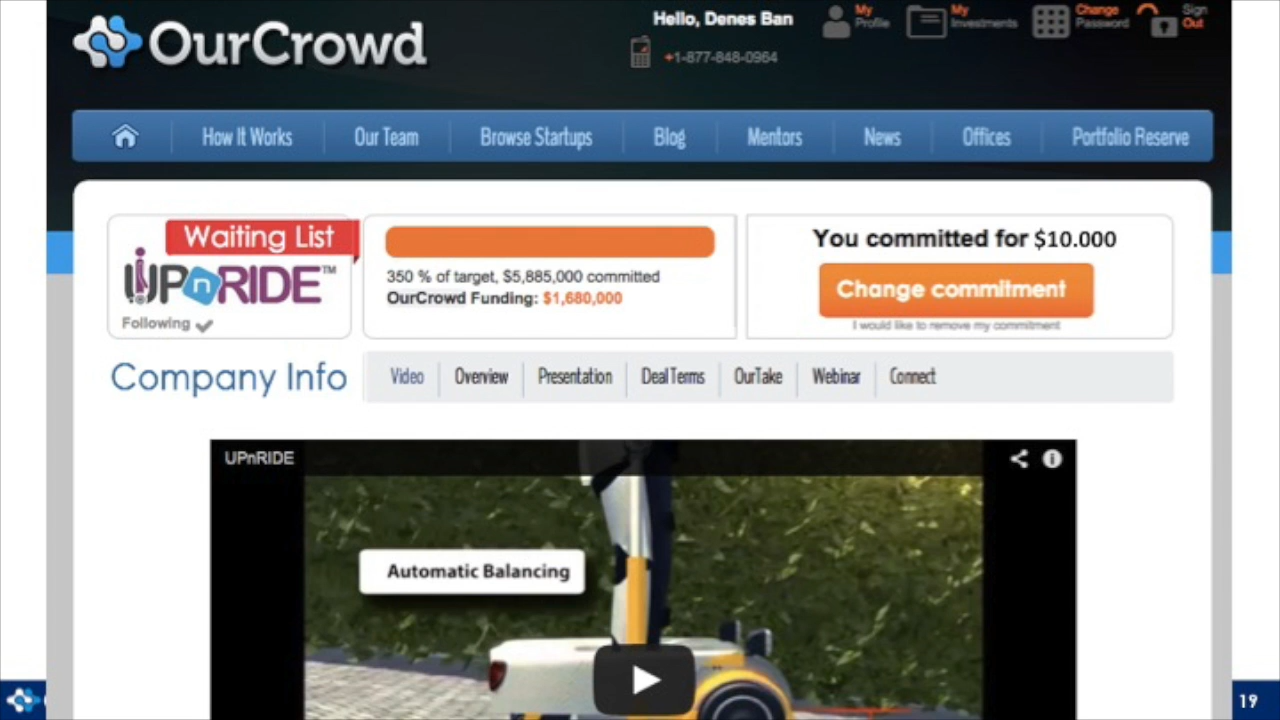 OurCrowd
Hello, Denes Ban
+1-877-848-0964
My Profile
My Investments
Change Password
Sign Out
How It Works
Our Team
Browse Startups
Blog
Mentors
News
Offices
Portfolio Reserve
Waiting List
UPnRIDE™
Following
350 % of target, $5,885,000 committed
OurCrowd Funding: $1,680,000
You committed for $10.000
Change commitment
I would like to remove my commitment
Company Info
Video
Overview
Presentation
Deal Terms
OurTake
Webinar
Connect
UPnRIDE
Automatic Balancing
19